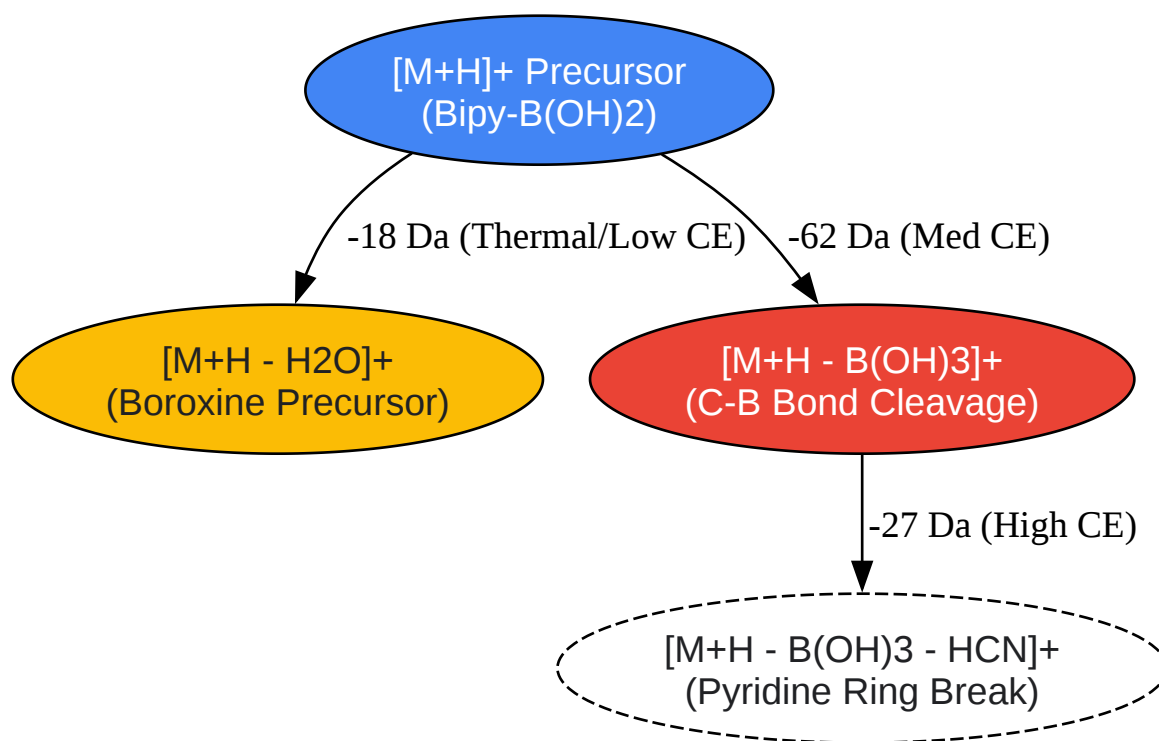 [M+H]+ Precursor
(Bipy-B(OH)2)
-18 Da (Thermal/Low CE)
-62 Da (Med CE)
[M+H - H2O]+
(Boroxine Precursor)
[M+H - B(OH)3]+
(C-B Bond Cleavage)
-27 Da (High CE)
[M+H - B(OH)3 - HCN]+
(Pyridine Ring Break)